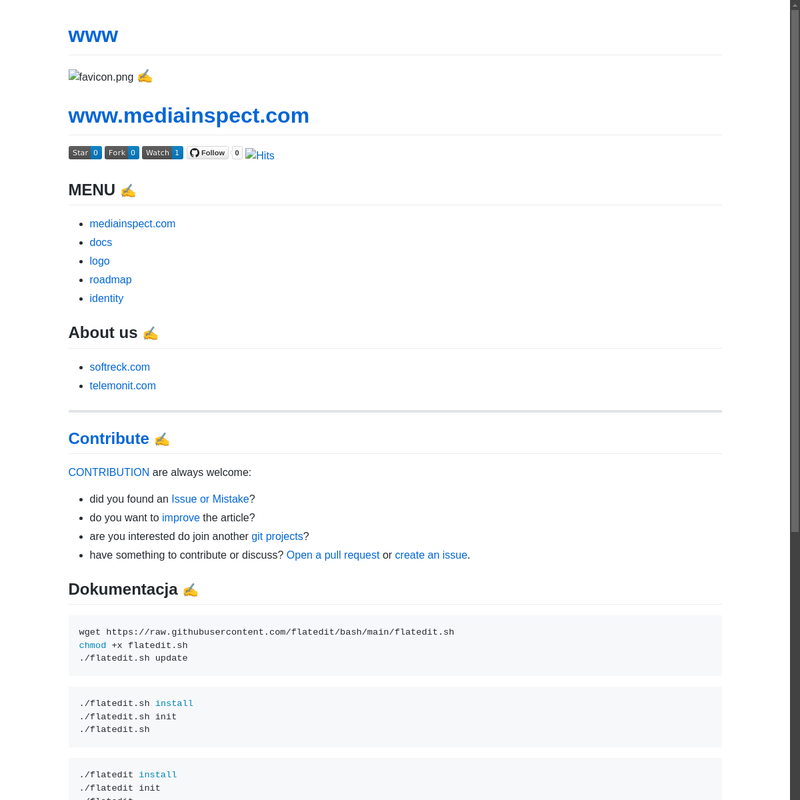 www
favicon.png ✍
www.mediainspect.com
Star 0 Fork 0 Watch 1 Follow 0 Hits
MENU ✍
mediainspect.com
docs
logo
roadmap
identity
About us ✍
softreck.com
telemonit.com
Contribute ✍
CONTRIBUTION are always welcome:
did you found an Issue or Mistake?
do you want to improve the article?
are you interested do join another git projects?
have something to contribute or discuss? Open a pull request or create an issue.
Dokumentacja ✍
wget https://raw.githubusercontent.com/flatedit/bash/main/flatedit.sh
chmod +x flatedit.sh
./flatedit.sh update
./flatedit.sh install
./flatedit.sh init
./flatedit.sh
./flatedit install
./flatedit init